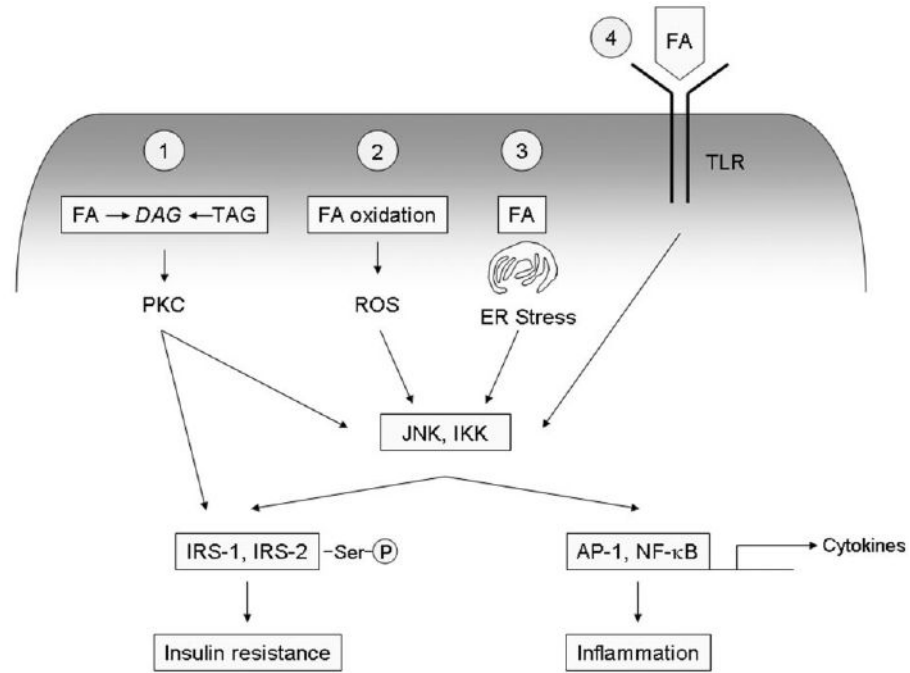 4
FA
TLR
1
2
3
FA → DAG ← TAG
FA oxidation
FA
PKC
ROS
ER Stress
JNK, IKK
IRS-1, IRS-2 –Ser–P
AP-1, NF-κB
Cytokines
Insulin resistance
Inflammation